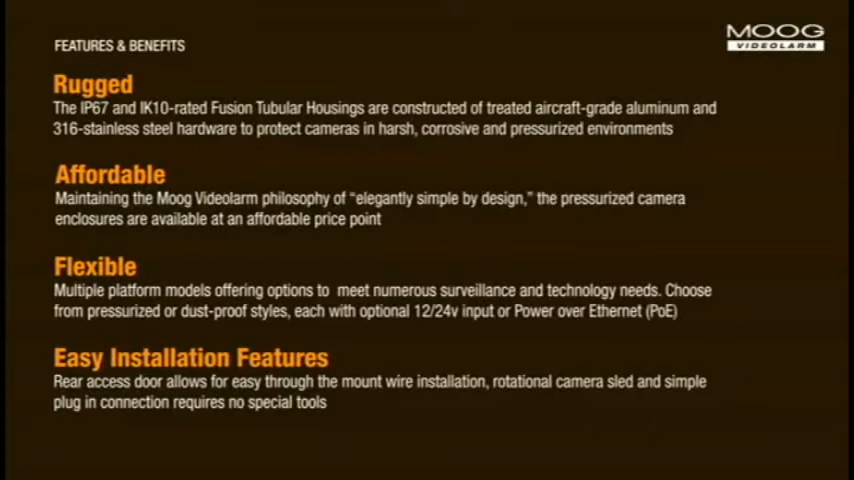 FEATURES & BENEFITS
MOOG
VIDEOLARM
Rugged
The IP67 and IK10-rated Fusion Tubular Housings are constructed of treated aircraft-grade aluminum and
316-stainless steel hardware to protect cameras in harsh, corrosive and pressurized environments
Affordable
Maintaining the Moog Videolarm philosophy of “elegantly simple by design,” the pressurized camera
enclosures are available at an affordable price point
Flexible
Multiple platform models offering options to meet numerous surveillance and technology needs. Choose
from pressurized or dust-proof styles, each with optional 12/24v input or Power over Ethernet (PoE)
Easy Installation Features
Rear access door allows for easy through the mount wire installation, rotational camera sled and simple
plug in connection requires no special tools